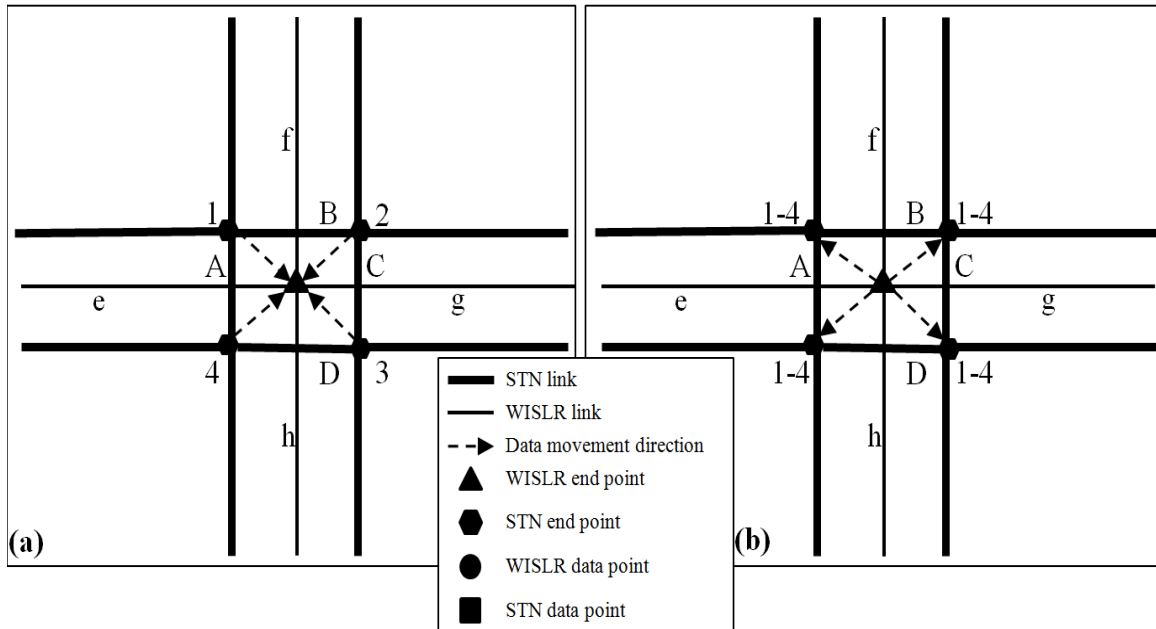 f
1
B
2
A
C
e
g
4
D
3
h
(a)
f
1-4
B
1-4
A
C
e
g
1-4
D
1-4
h
(b)
STN link
WISLR link
Data movement direction
WISLR end point
STN end point
WISLR data point
STN data point